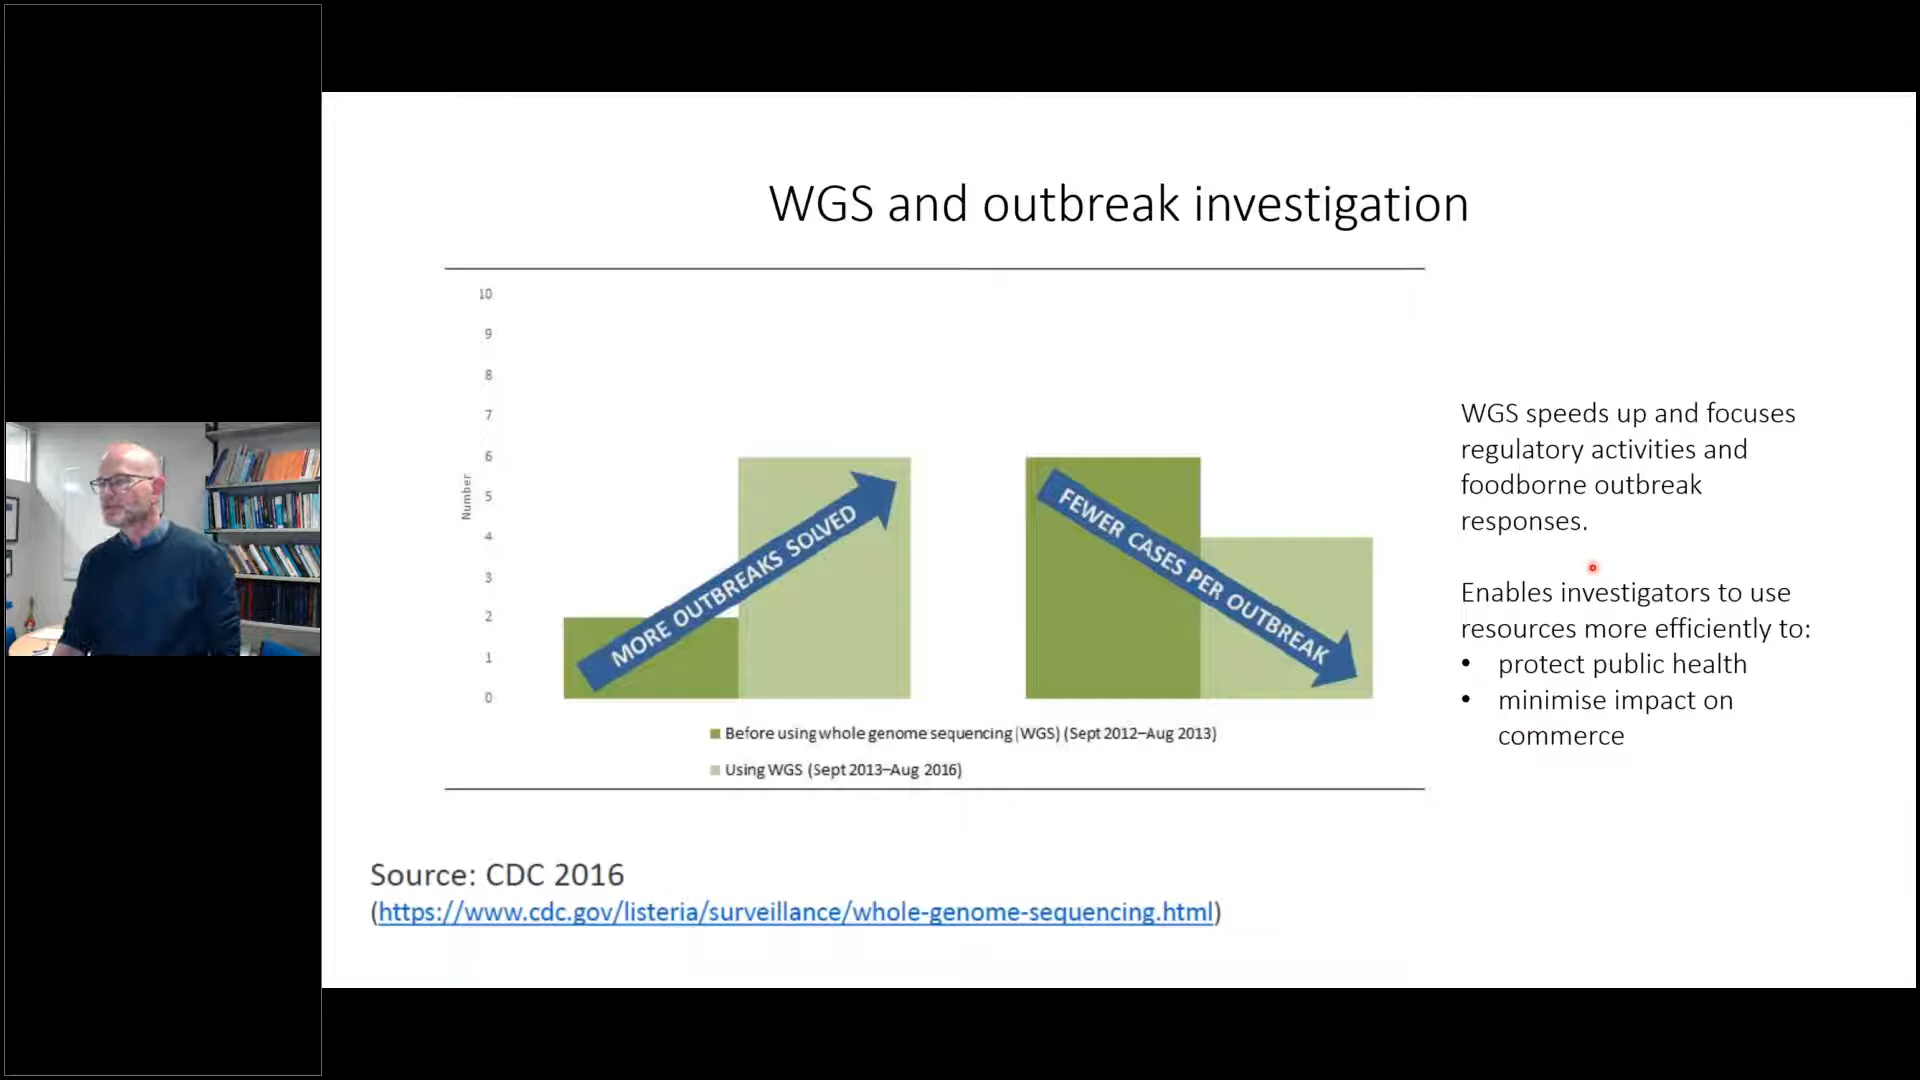 WGS and outbreak investigation
10
9
8
7
6
5
4
3
2
1
0
Number
MORE OUTBREAKS SOLVED
FEWER CASES PER OUTBREAK
Before using whole genome sequencing (WGS) (Sept 2012–Aug 2013)
Using WGS (Sept 2013–Aug 2016)
WGS speeds up and focuses
regulatory activities and
foodborne outbreak
responses.
Enables investigators to use
resources more efficiently to:
• protect public health
• minimise impact on
commerce
Source: CDC 2016
(https://www.cdc.gov/listeria/surveillance/whole-genome-sequencing.html)